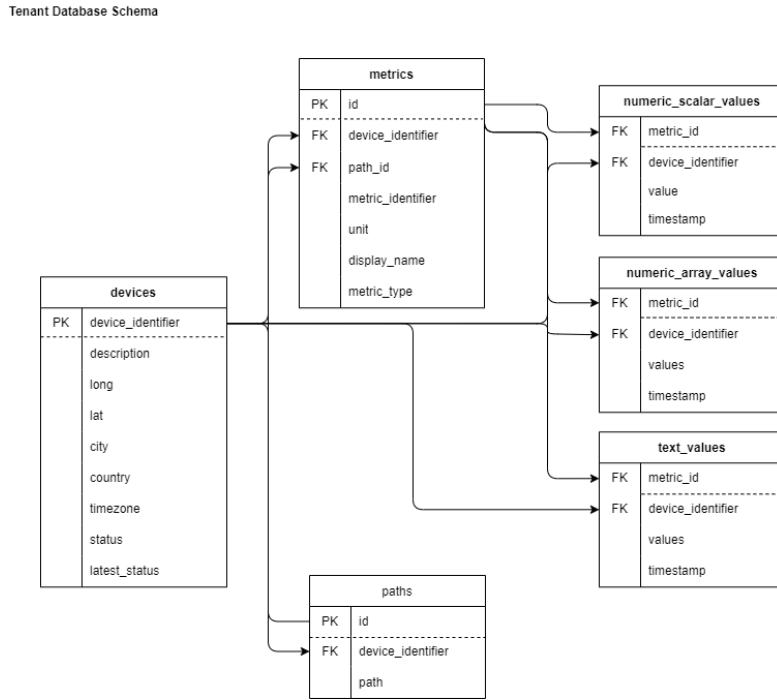 Tenant Database Schema
metrics
PK id
FK device_identifier
FK path_id
metric_identifier
unit
display_name
metric_type
numeric_scalar_values
FK metric_id
FK device_identifier
value
timestamp
numeric_array_values
FK metric_id
FK device_identifier
values
timestamp
devices
PK device_identifier
description
long
lat
city
country
timezone
status
latest_status
text_values
FK metric_id
FK device_identifier
values
timestamp
paths
PK id
FK device_identifier
path